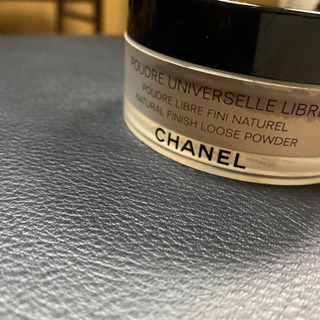 POUDRE UNIVERSELLE LIBRE
POUDRE LIBRE FINI NATUREL
NATURAL FINISH LOOSE POWDER
CHANEL